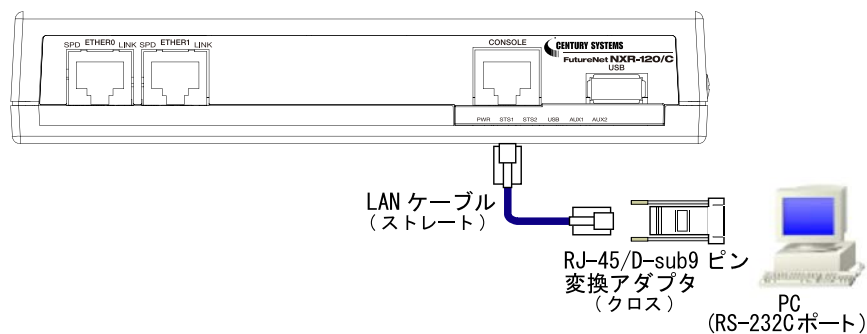 SPD ETHER0 LINK SPD ETHER1 LINK
CONSOLE
CENTURY SYSTEMS
FutureNet NXR-120/C
USB
PWR STS1 STS2 USB AUX1 AUX2
LAN ケーブル
(ストレート)
RJ-45/D-sub9 ピン
変換アダプタ
(クロス)
PC
(RS-232Cポート)